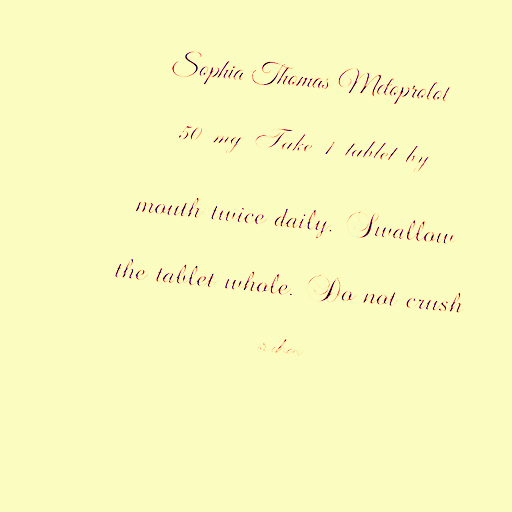 Sophia Thomas Metoprolol
50 mg Take 1 tablet by
mouth twice daily. Swallow
the tablet whole. Do not crush